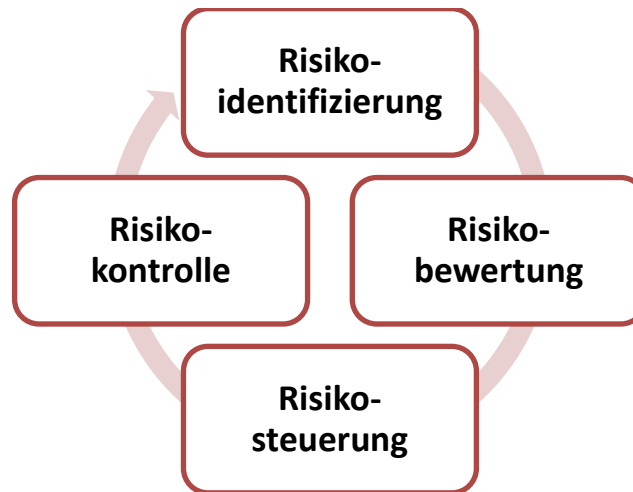 Risiko-
identifizierung
Risiko-
bewertung
Risiko-
steuerung
Risiko-
kontrolle